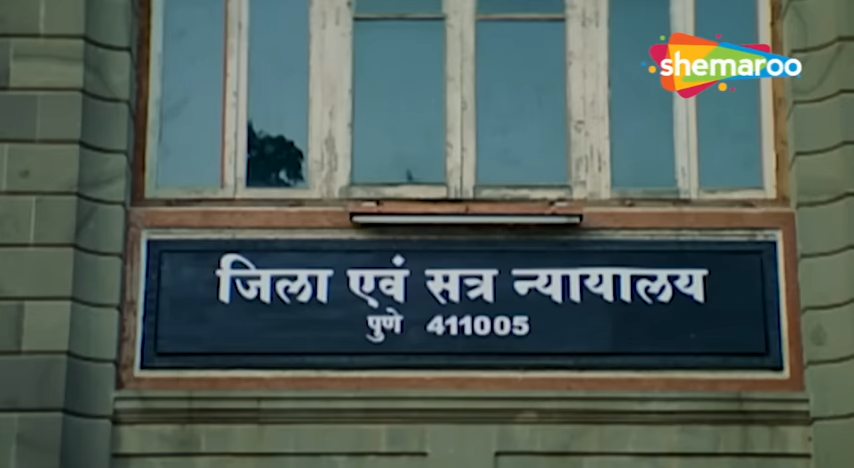 shemaroo
जिला एवं सत्र न्यायालय
पुणे 411005